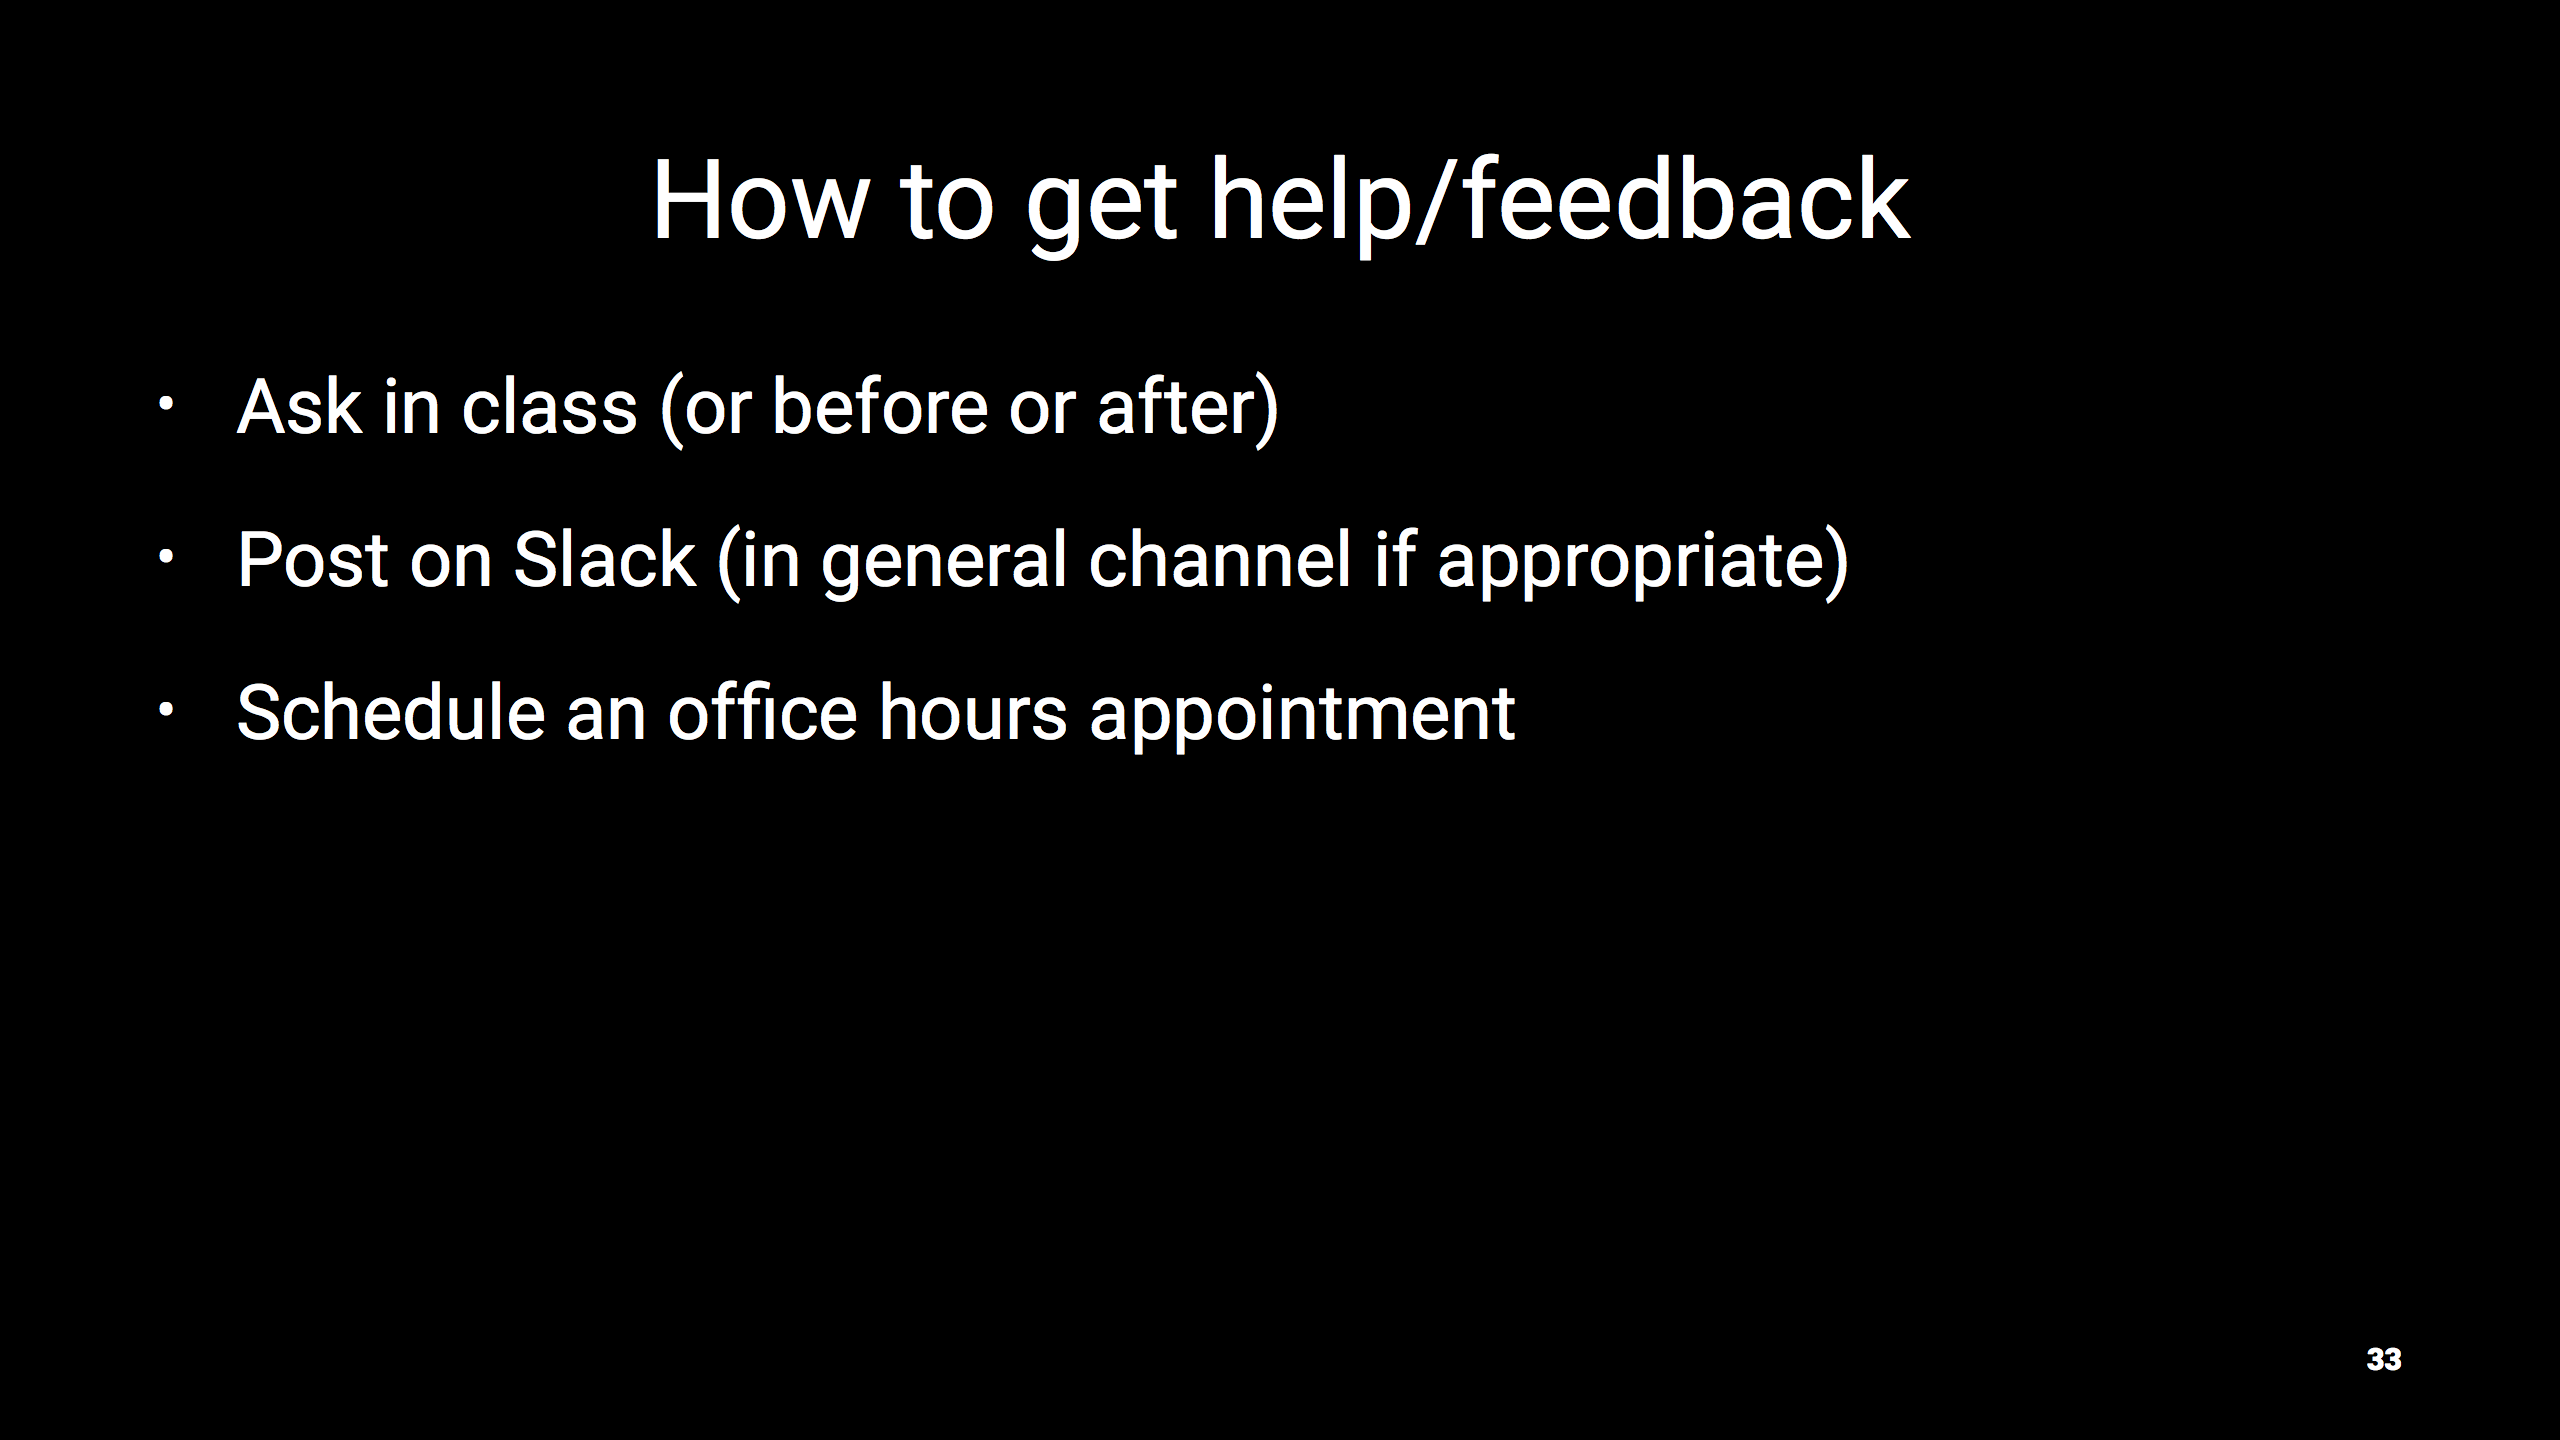 How to get help/feedback
• Ask in class (or before or after)
• Post on Slack (in general channel if appropriate)
• Schedule an office hours appointment
33